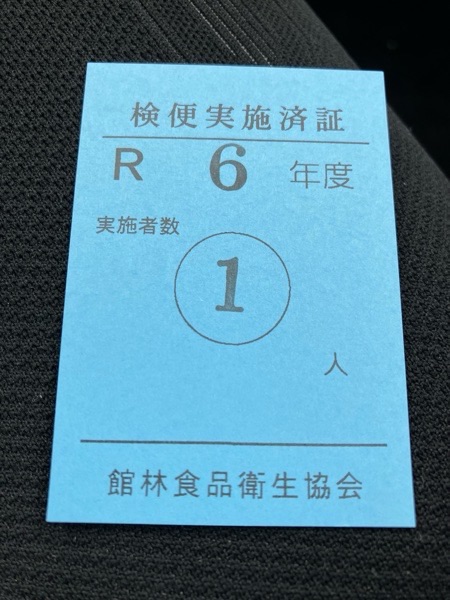 検便実施済証
R 6 年度
実施者数
1
人
館林食品衛生協会